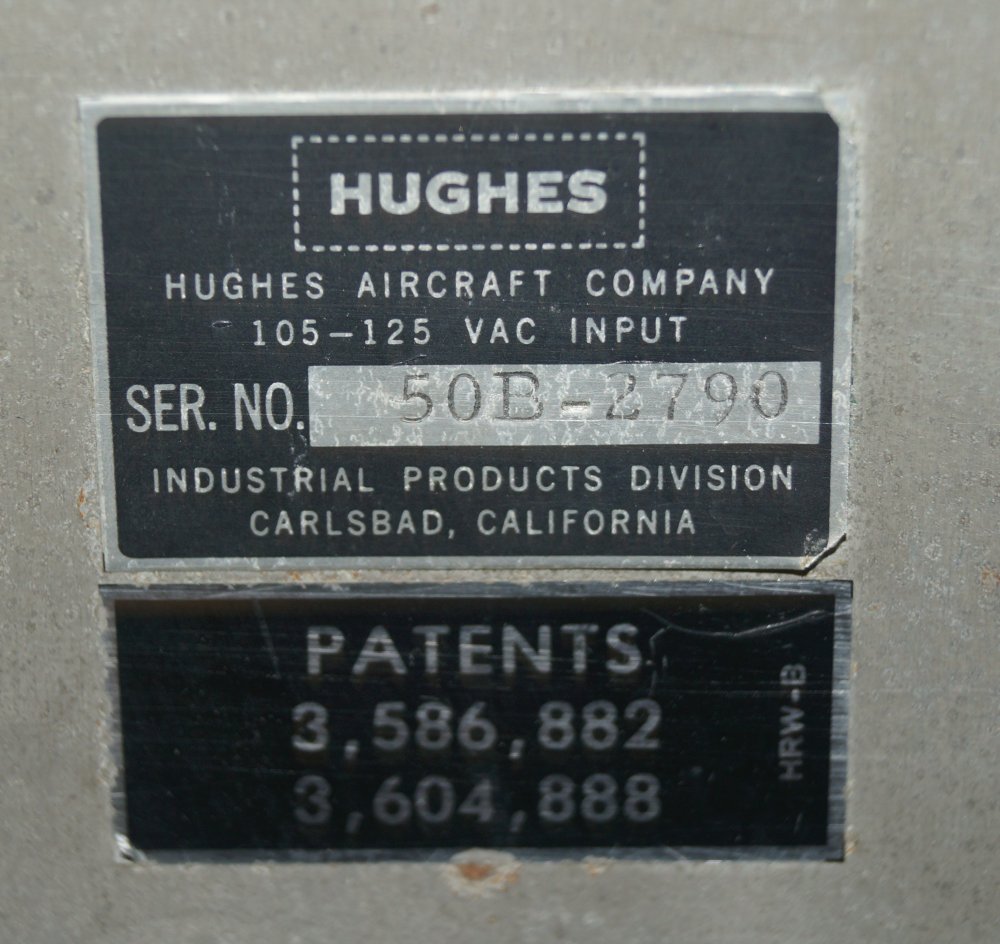 HUGHES
HUGHES AIRCRAFT COMPANY
105-125 VAC INPUT
SER. NO. 50B-2790
INDUSTRIAL PRODUCTS DIVISION
CARLSBAD, CALIFORNIA
PATENTS
3,586,882
3,604,888
HRW-B